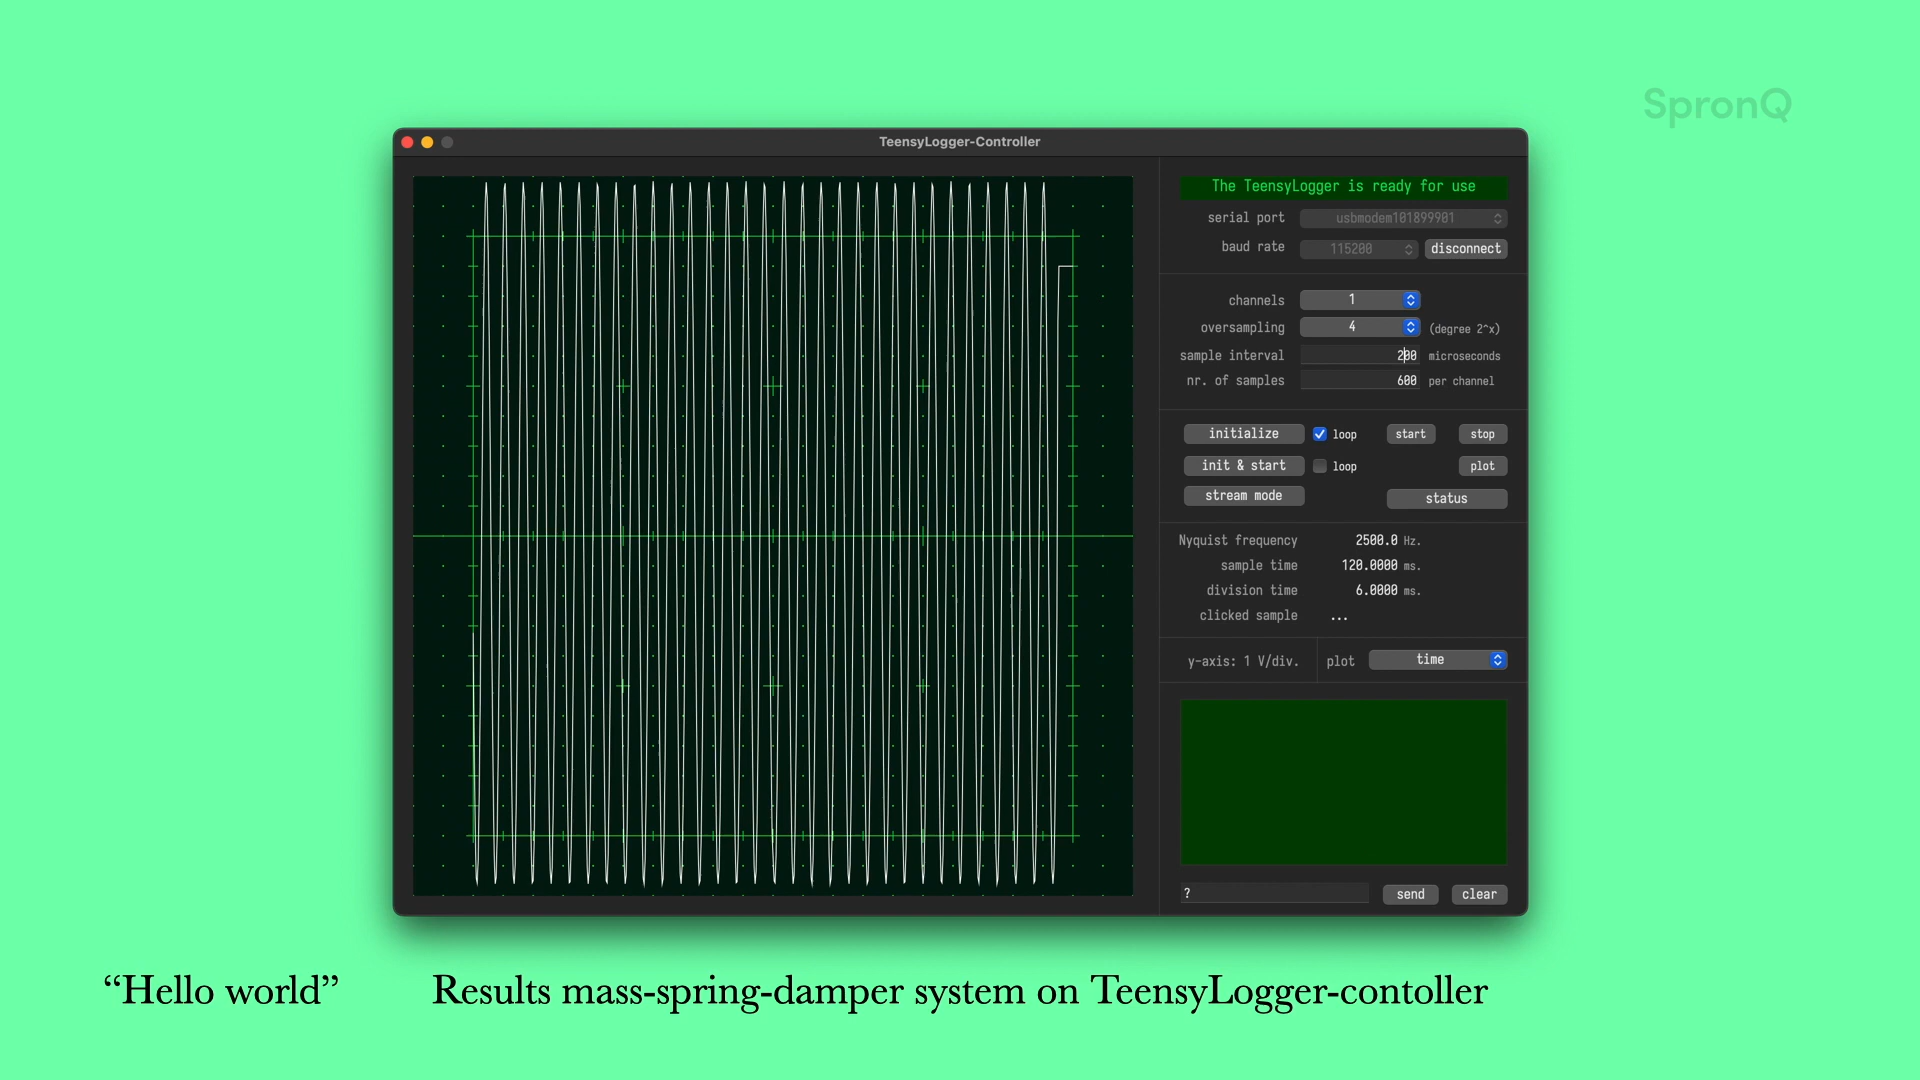 SpronQ
TeensyLogger-Controller
The TeensyLogger is ready for use
serial port usbmodem101899901
baud rate 115200 disconnect
channels 1
oversampling 4 (degree 2^x)
sample interval 200 microseconds
nr. of samples 600 per channel
initialize loop start stop
init & start loop plot
stream mode status
Nyquist frequency 2500.0 Hz.
sample time 120.0000 ms.
division time 6.0000 ms.
clicked sample ...
y-axis: 1 V/div. plot time
? send clear
“Hello world” Results mass-spring-damper system on TeensyLogger-contoller